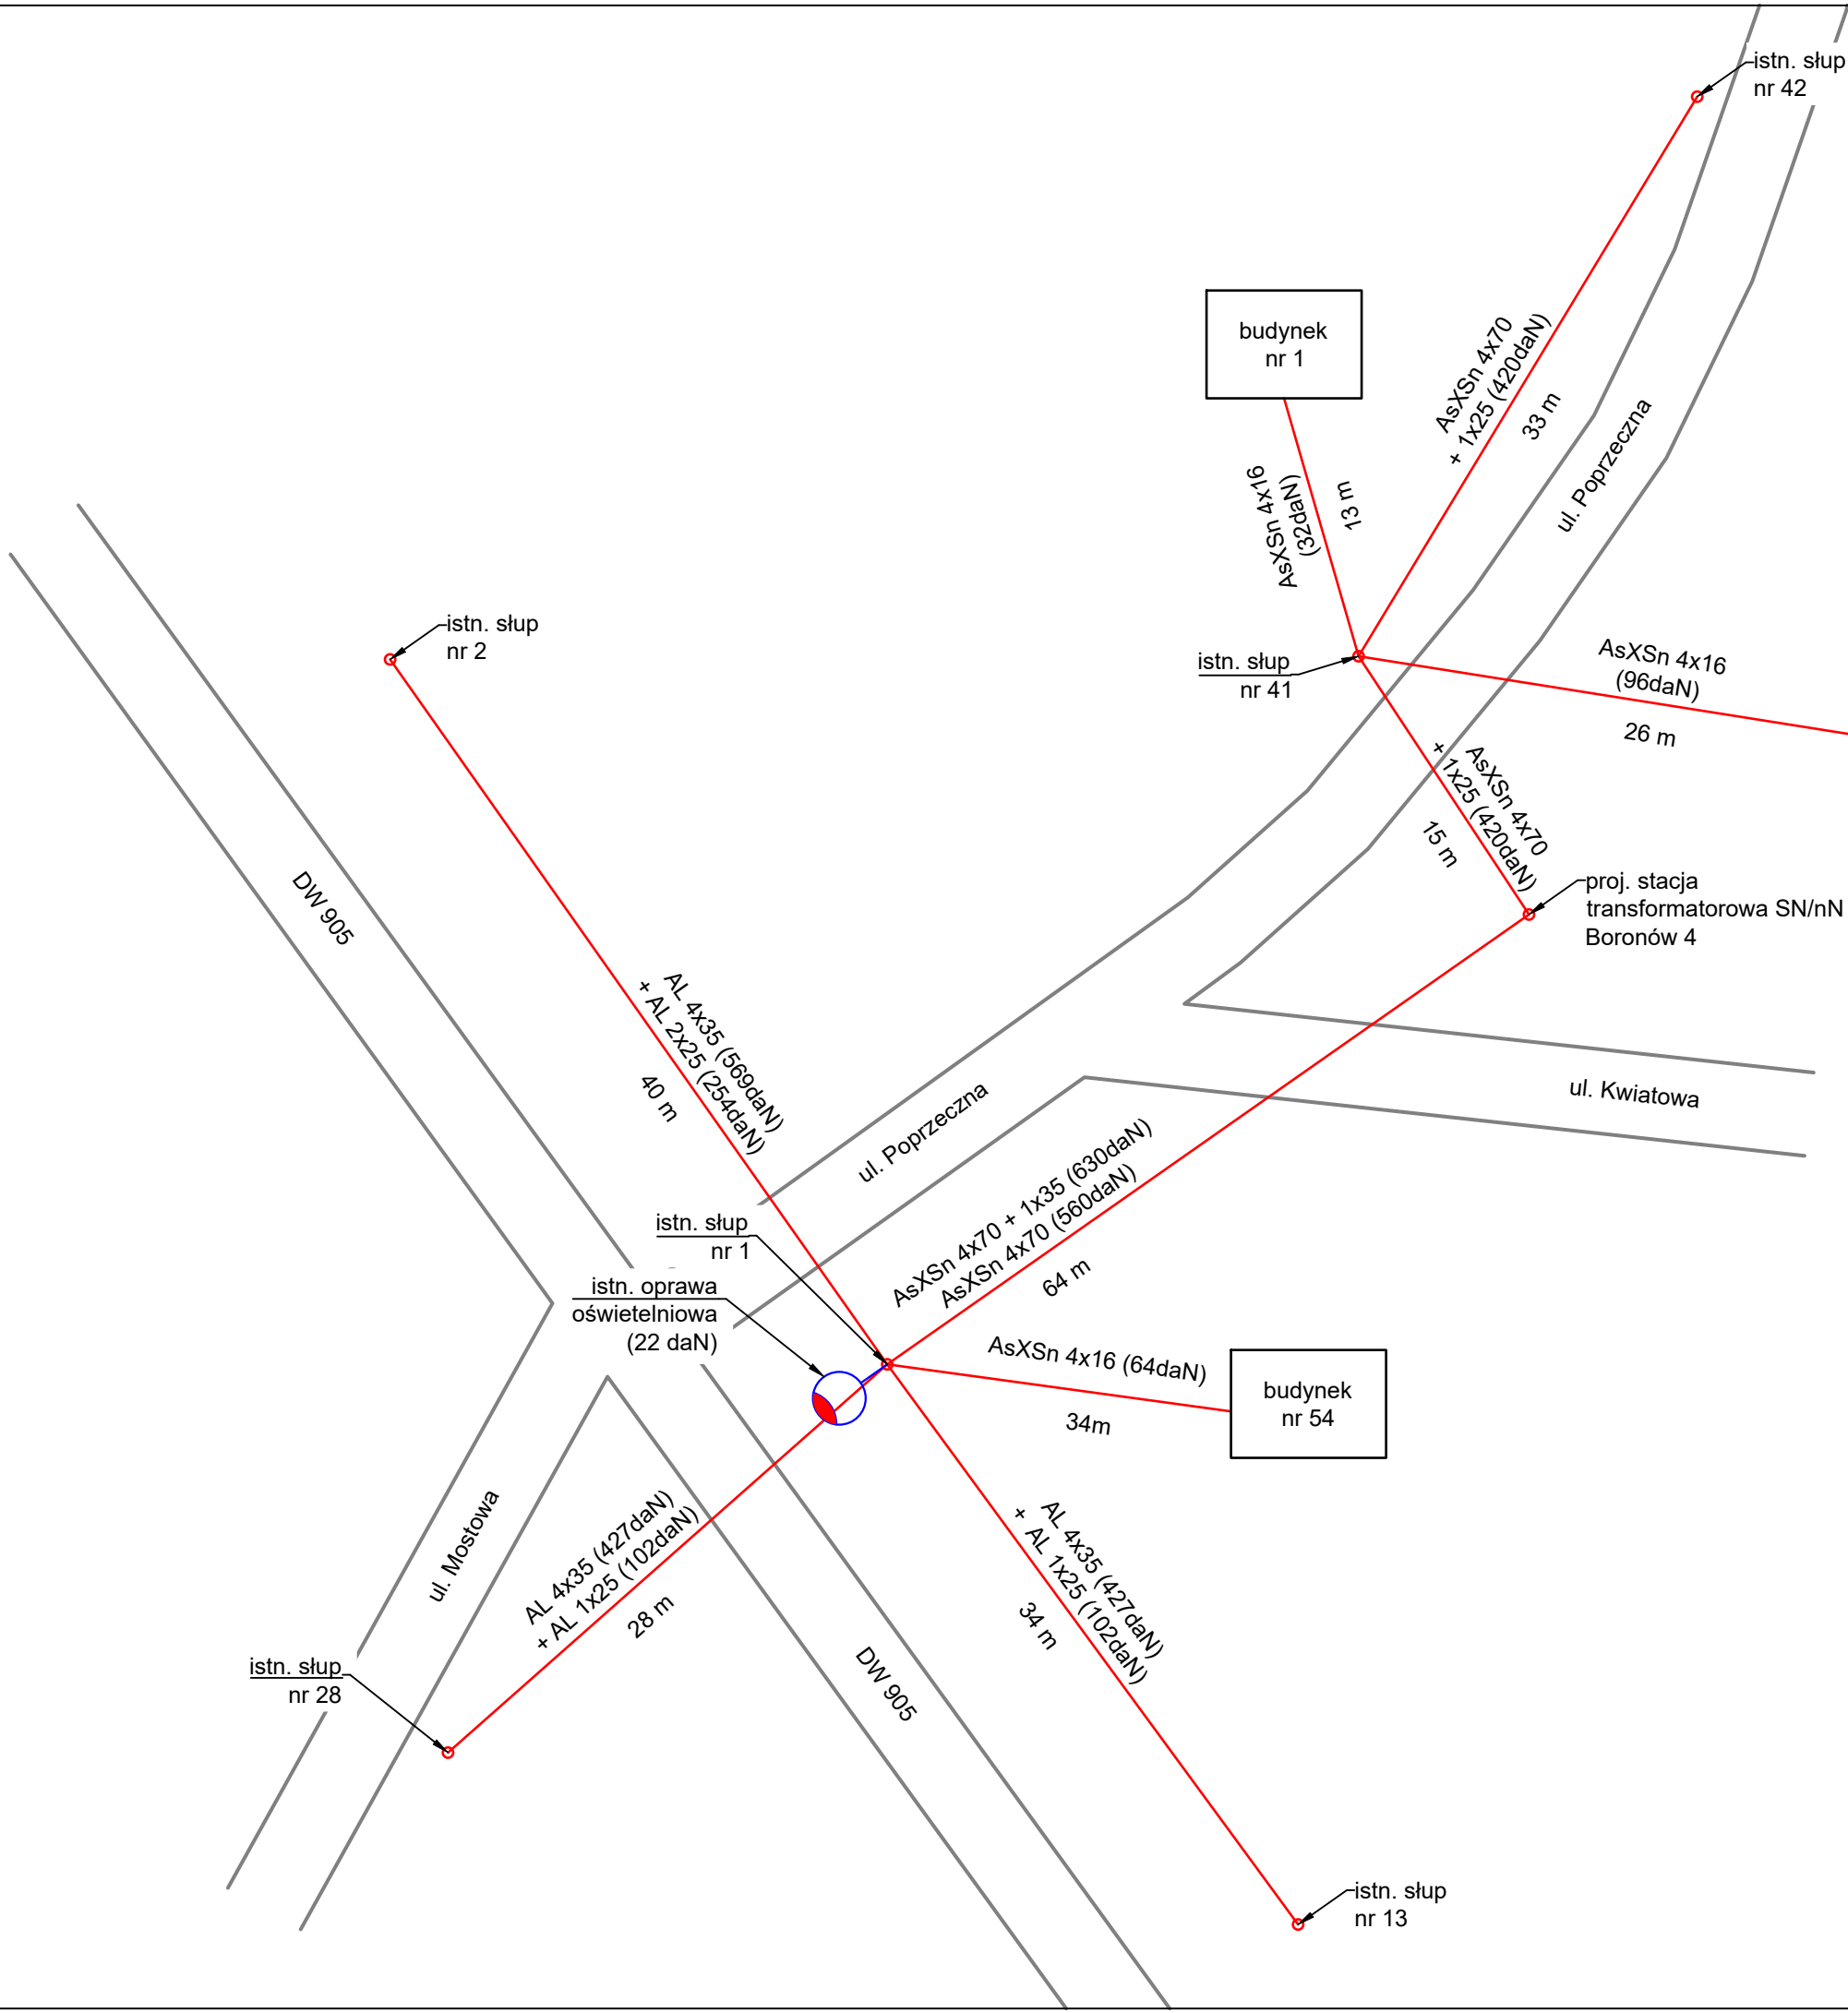 istn. słup
nr 42
budynek
nr 1
AsXSn 4x70
+ 1x25 (420daN)
33 m
ul. Poprzeczna
AsXSn 4x16
(32daN)
13 m
istn. słup
nr 2
istn. słup
nr 41
AsXSn 4x16
(96daN)
26 m
AsXSn 4x70
+ 1x25 (420daN)
15 m
proj. stacja
transformatorowa SN/nN
Boronów 4
DW 905
AL 4x35 (569daN)
+ AL 2x25 (254daN)
40 m
ul. Kwiatowa
ul. Poprzeczna
AsXSn 4x70 + 1x35 (630daN)
AsXSn 4x70 (560daN)
64 m
istn. słup
nr 1
istn. oprawa
oświetelniowa
(22 daN)
AsXSn 4x16 (64daN)
34m
budynek
nr 54
ul. Mostowa
AL 4x35 (427daN)
+ AL 1x25 (102daN)
28 m
AL 4x35 (427daN)
+ AL 1x25 (102daN)
34 m
istn. słup
nr 28
DW 905
istn. słup
nr 13